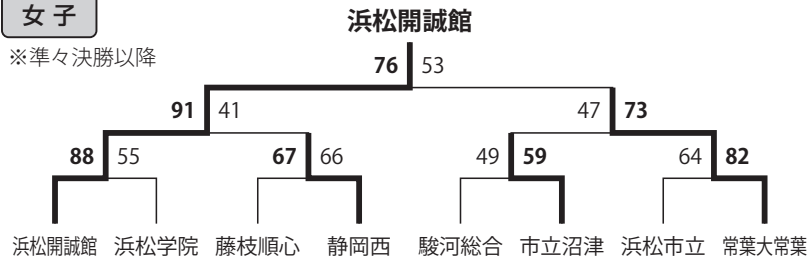 女子
浜松開誠館
※準々決勝以降
76 53
91 41 47 73
88 55 67 66 49 59 64 82
浜松開誠館 浜松学院 藤枝順心 静岡西 駿河総合 市立沼津 浜松市立 常葉大常葉